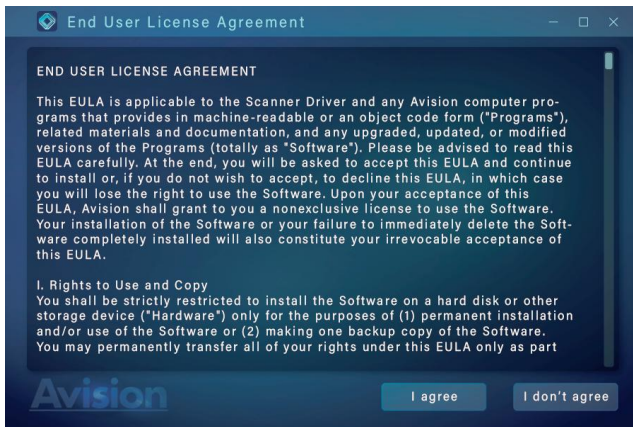 End User License Agreement
END USER LICENSE AGREEMENT
This EULA is applicable to the Scanner Driver and any Avision computer pro-
grams that provides in machine-readable or an object code form ("Programs"),
related materials and documentation, and any upgraded, updated, or modified
versions of the Programs (totally as "Software"). Please be advised to read this
EULA carefully. At the end, you will be asked to accept this EULA and continue
to install or, if you do not wish to accept, to decline this EULA, in which case
you will lose the right to use the Software. Upon your acceptance of this
EULA, Avision shall grant to you a nonexclusive license to use the Software.
Your installation of the Software or your failure to immediately delete the Soft-
ware completely installed will also constitute your irrevocable acceptance of
this EULA.
I. Rights to Use and Copy
You shall be strictly restricted to install the Software on a hard disk or other
storage device ("Hardware") only for the purposes of (1) permanent installation
and/or use of the Software or (2) making one backup copy of the Software.
You may permanently transfer all of your rights under this EULA only as part
Avision
I agree
I don't agree